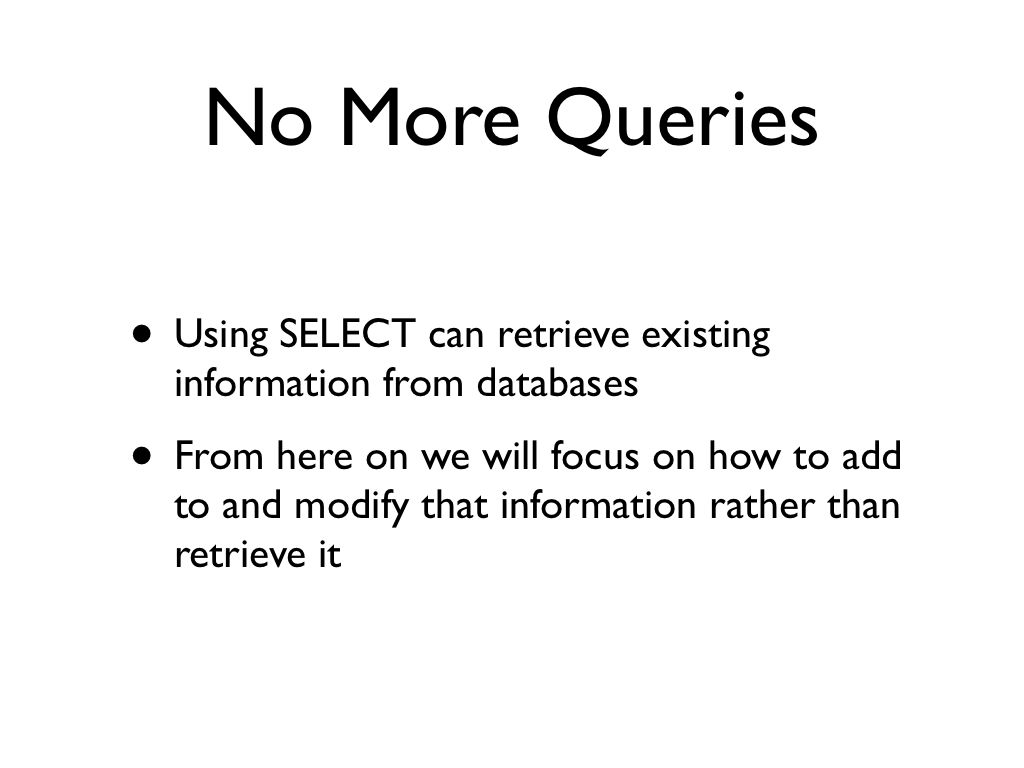 No More Queries
• Using SELECT can retrieve existing
information from databases
• From here on we will focus on how to add
to and modify that information rather than
retrieve it